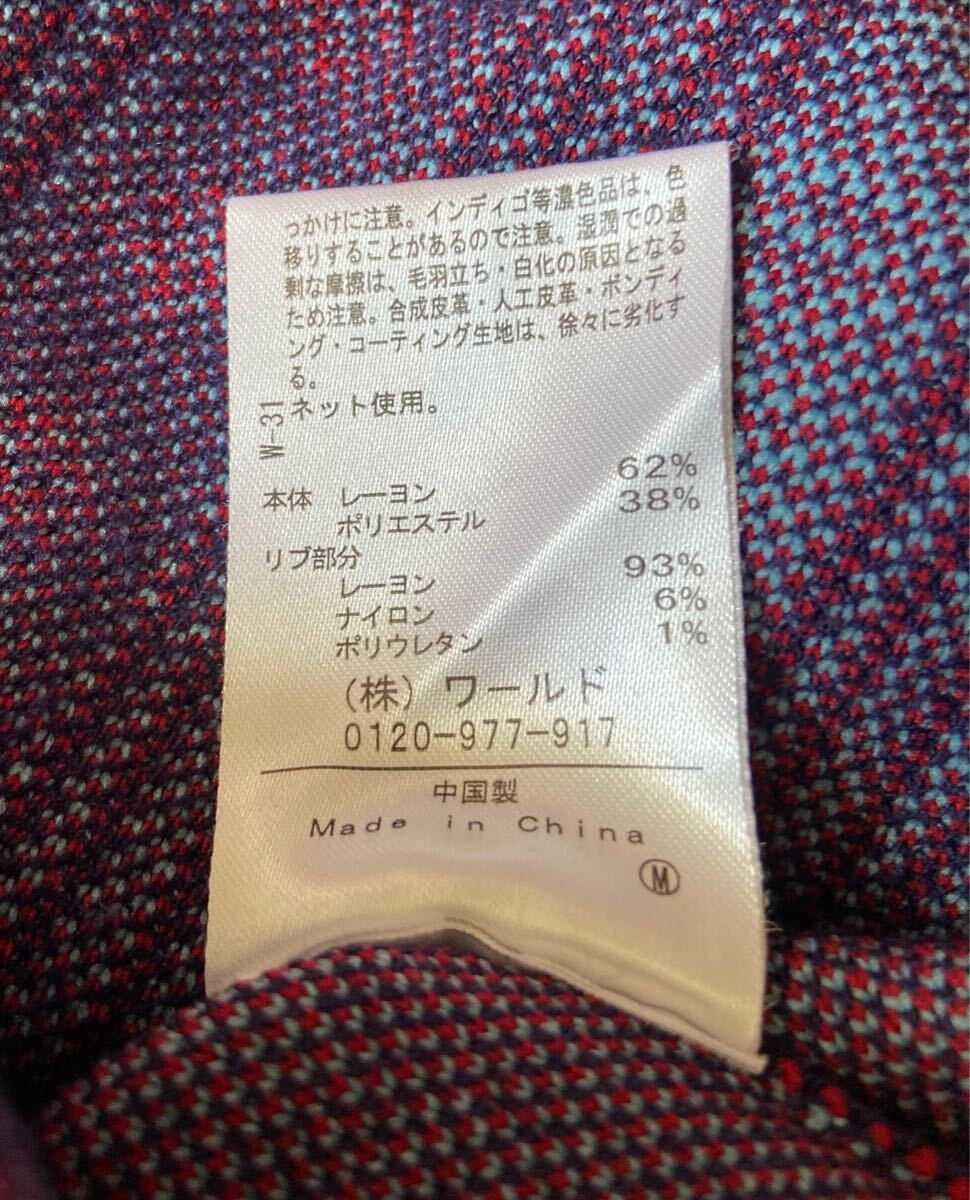 っかけに注意。インディゴ等濃色品は、色
移りすることがあるので注意。湿潤での過
剰な摩擦は、毛羽立ち・白化の原因となる
ため注意。合成皮革・人工皮革・ボンディ
ング・コーティング生地は、徐々に劣化す
る。
ネット使用。
W-31
本体 レーヨン 62%
ポリエステル 38%
リブ部分
レーヨン 93%
ナイロン 6%
ポリウレタン 1%
(株) ワールド
0120-977-917
中国製
Made in China
Ⓜ